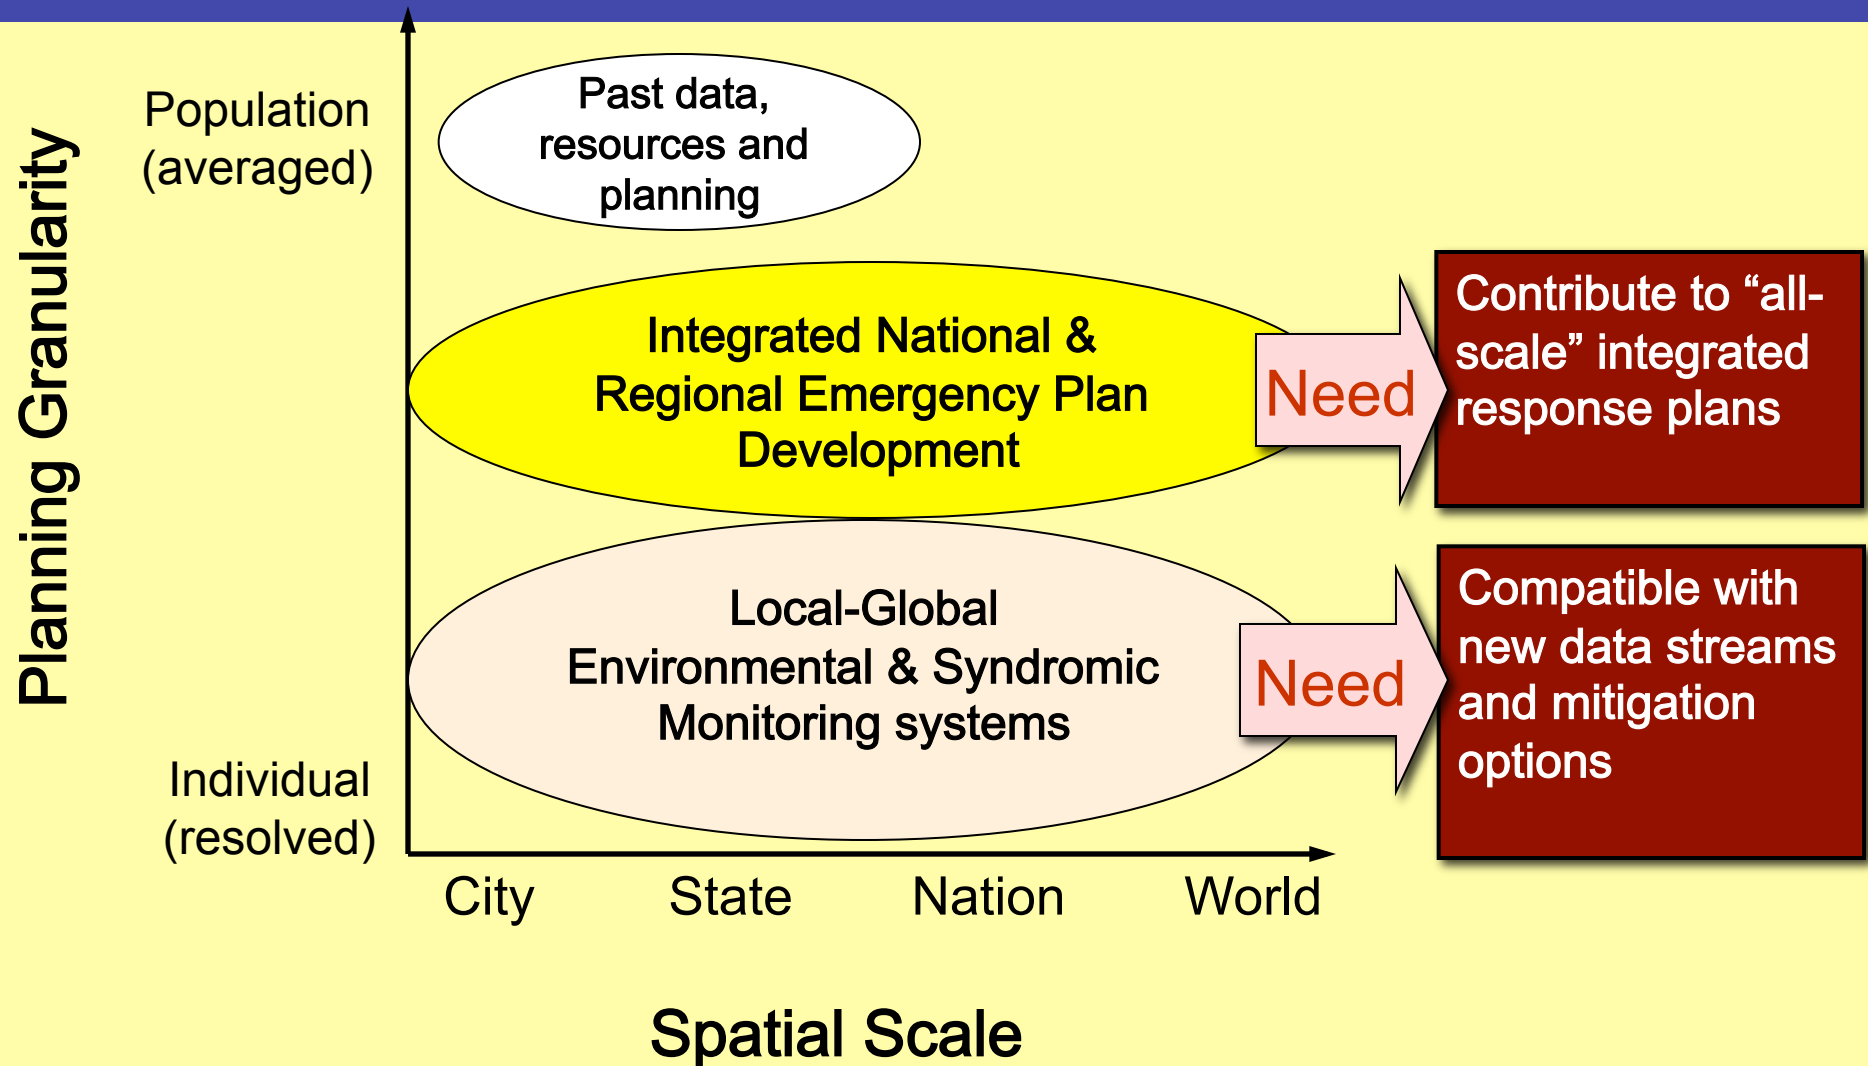 Planning Granularity
Population
(averaged)
Individual
(resolved)
Past data,
resources and
planning
Integrated National &
Regional Emergency Plan
Development
Need
Contribute to “all-
scale” integrated
response plans
Local-Global
Environmental & Syndromic
Monitoring systems
Need
Compatible with
new data streams
and mitigation
options
City
State
Nation
World
Spatial Scale